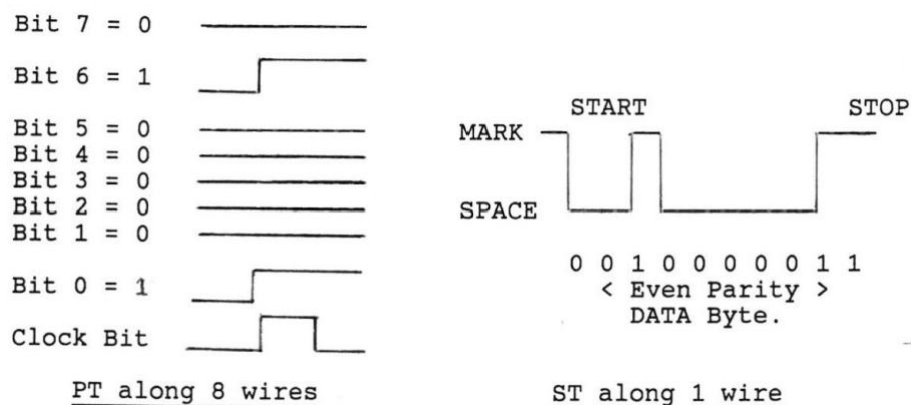 Bit 7 = 0
Bit 6 = 1
Bit 5 = 0
Bit 4 = 0
Bit 3 = 0
Bit 2 = 0
Bit 1 = 0
Bit 0 = 1
Clock Bit
PT along 8 wires
START STOP
MARK
SPACE
0 0 1 0 0 0 0 0 1 1
< Even Parity >
DATA Byte.
ST along 1 wire